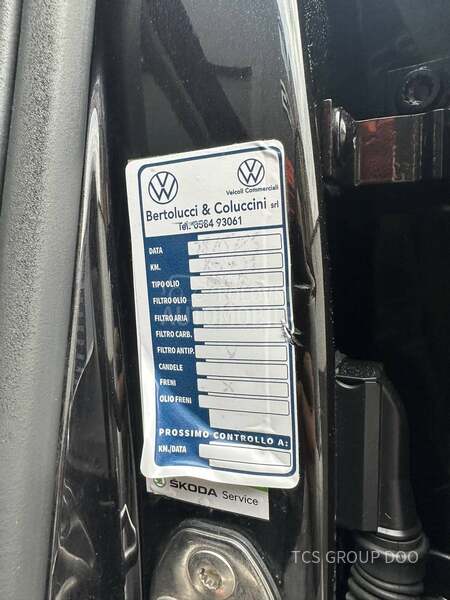 Veicoli Commerciali
Bertolucci & Coluccini srl
Tel. 0584 93061
DATA
KM.
TIPO OLIO
FILTRO OLIO
FILTRO ARIA
FILTRO CARB.
FILTRO ANTIP. X
CANDELE
FRENI X
OLIO FRENI
PROSSIMO CONTROLLO A:
KM./DATA
ŠKODA Service
TCS GROUP DOO